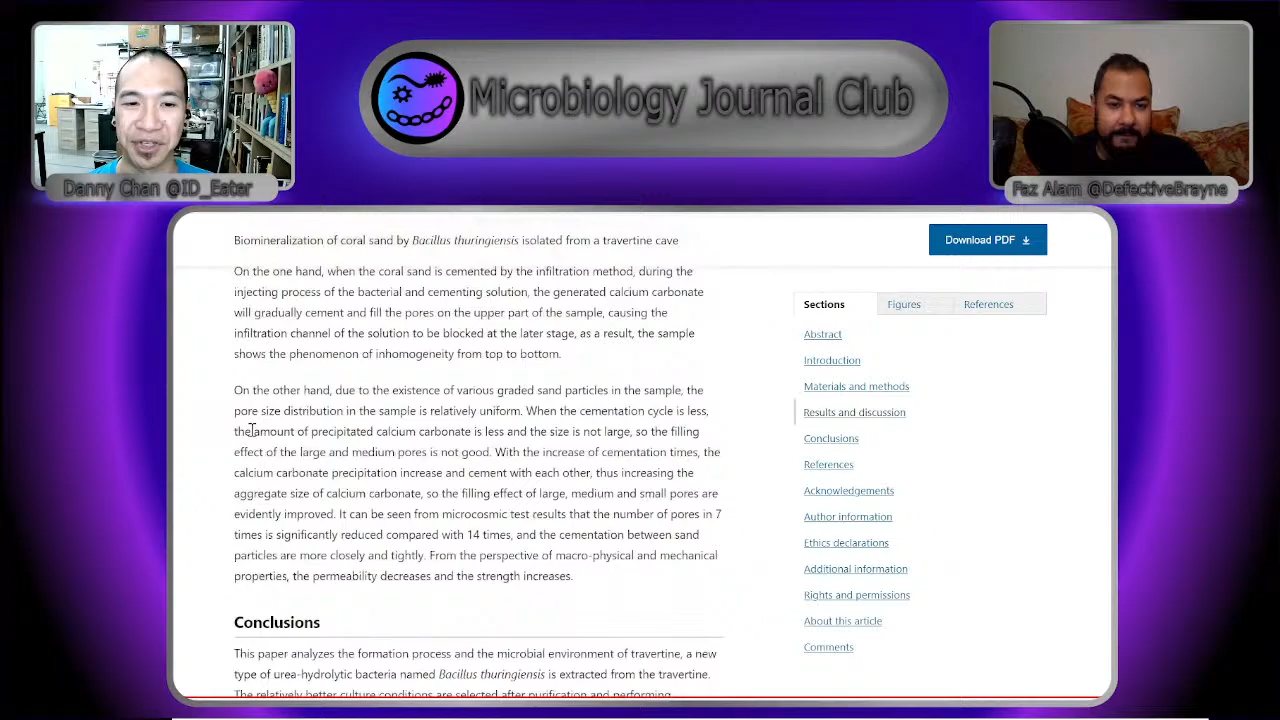 Microbiology Journal Club
Danny Chan @ID_Eater
Faz Alam @DefectiveBrayne
Biomineralization of coral sand by Bacillus thuringiensis isolated from a travertine cave
Download PDF
On the one hand, when the coral sand is cemented by the infiltration method, during the
injecting process of the bacterial and cementing solution, the generated calcium carbonate
will gradually cement and fill the pores on the upper part of the sample, causing the
infiltration channel of the solution to be blocked at the later stage, as a result, the sample
shows the phenomenon of inhomogeneity from top to bottom.
On the other hand, due to the existence of various graded sand particles in the sample, the
pore size distribution in the sample is relatively uniform. When the cementation cycle is less,
the amount of precipitated calcium carbonate is less and the size is not large, so the filling
effect of the large and medium pores is not good. With the increase of cementation times, the
calcium carbonate precipitation increase and cement with each other, thus increasing the
aggregate size of calcium carbonate, so the filling effect of large, medium and small pores are
evidently improved. It can be seen from microcosmic test results that the number of pores in 7
times is significantly reduced compared with 14 times, and the cementation between sand
particles are more closely and tightly. From the perspective of macro-physical and mechanical
properties, the permeability decreases and the strength increases.
Conclusions
This paper analyzes the formation process and the microbial environment of travertine, a new
type of urea-hydrolytic bacteria named Bacillus thuringiensis is extracted from the travertine.
The relatively better culture conditions are selected after purification and performing
Sections
Figures
References
Abstract
Introduction
Materials and methods
Results and discussion
Conclusions
References
Acknowledgements
Author information
Ethics declarations
Additional information
Rights and permissions
About this article
Comments